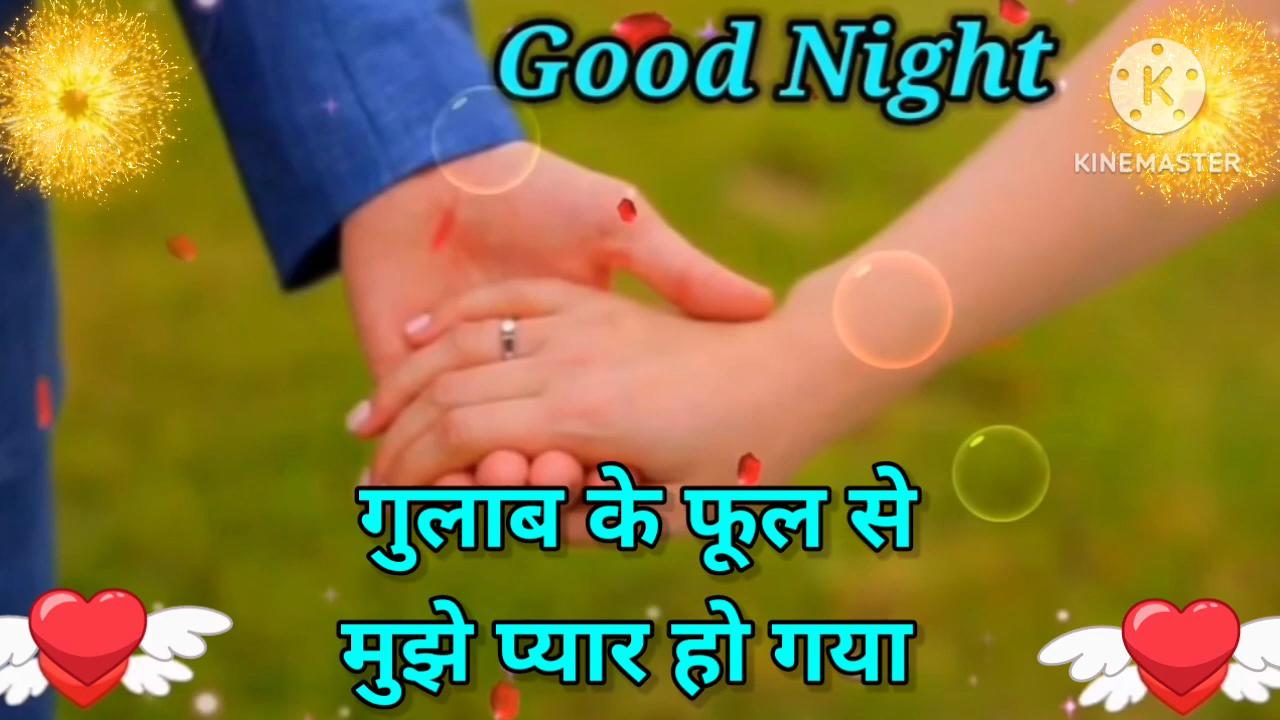 Good Night
K
KINEMASTER
गुलाब के फूल से
मुझे प्यार हो गया